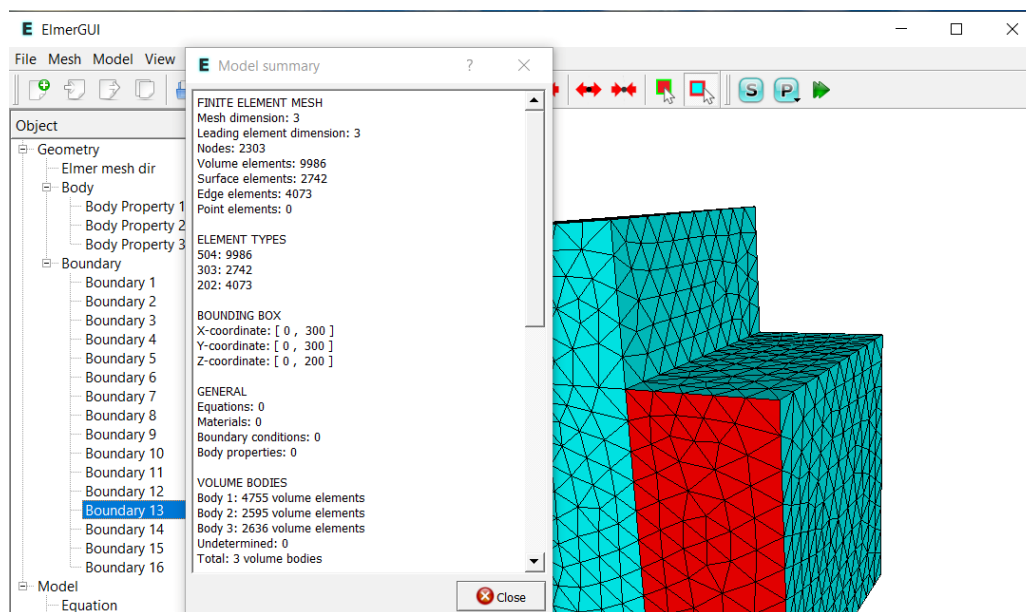 E ElmerGUI
File Mesh Model View
E Model summary ?
Object
Geometry
Elmer mesh dir
Body
Body Property 1
Body Property 2
Body Property 3
Boundary
Boundary 1
Boundary 2
Boundary 3
Boundary 4
Boundary 5
Boundary 6
Boundary 7
Boundary 8
Boundary 9
Boundary 10
Boundary 11
Boundary 12
Boundary 13
Boundary 14
Boundary 15
Boundary 16
Model
Equation
FINITE ELEMENT MESH
Mesh dimension: 3
Leading element dimension: 3
Nodes: 2303
Volume elements: 9986
Surface elements: 2742
Edge elements: 4073
Point elements: 0
ELEMENT TYPES
504: 9986
303: 2742
202: 4073
BOUNDING BOX
X-coordinate: [ 0 , 300 ]
Y-coordinate: [ 0 , 300 ]
Z-coordinate: [ 0 , 200 ]
GENERAL
Equations: 0
Materials: 0
Boundary conditions: 0
Body properties: 0
VOLUME BODIES
Body 1: 4755 volume elements
Body 2: 2595 volume elements
Body 3: 2636 volume elements
Undetermined: 0
Total: 3 volume bodies
Close
S P